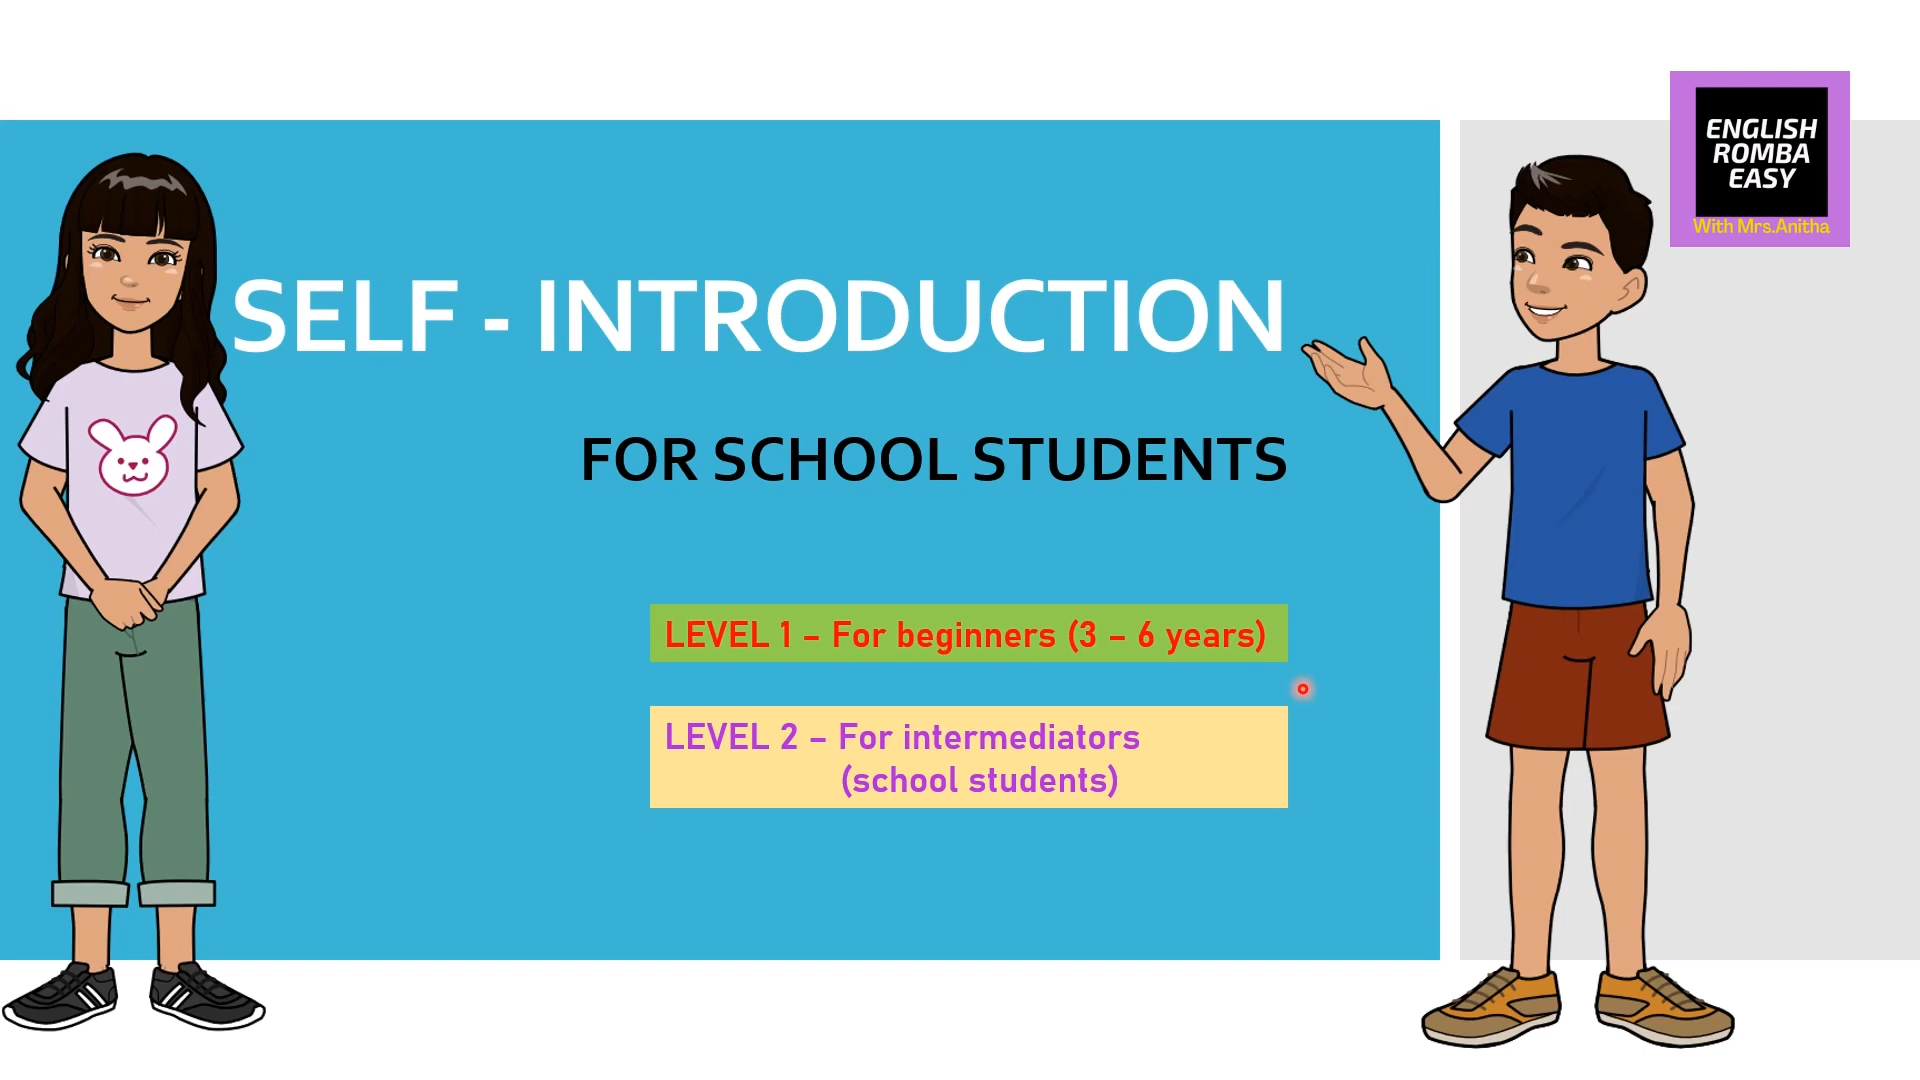 ENGLISH
ROMBA
EASY
With Mrs.Anitha
SELF - INTRODUCTION
FOR SCHOOL STUDENTS
LEVEL 1 – For beginners (3 – 6 years)
LEVEL 2 – For intermediators
(school students)